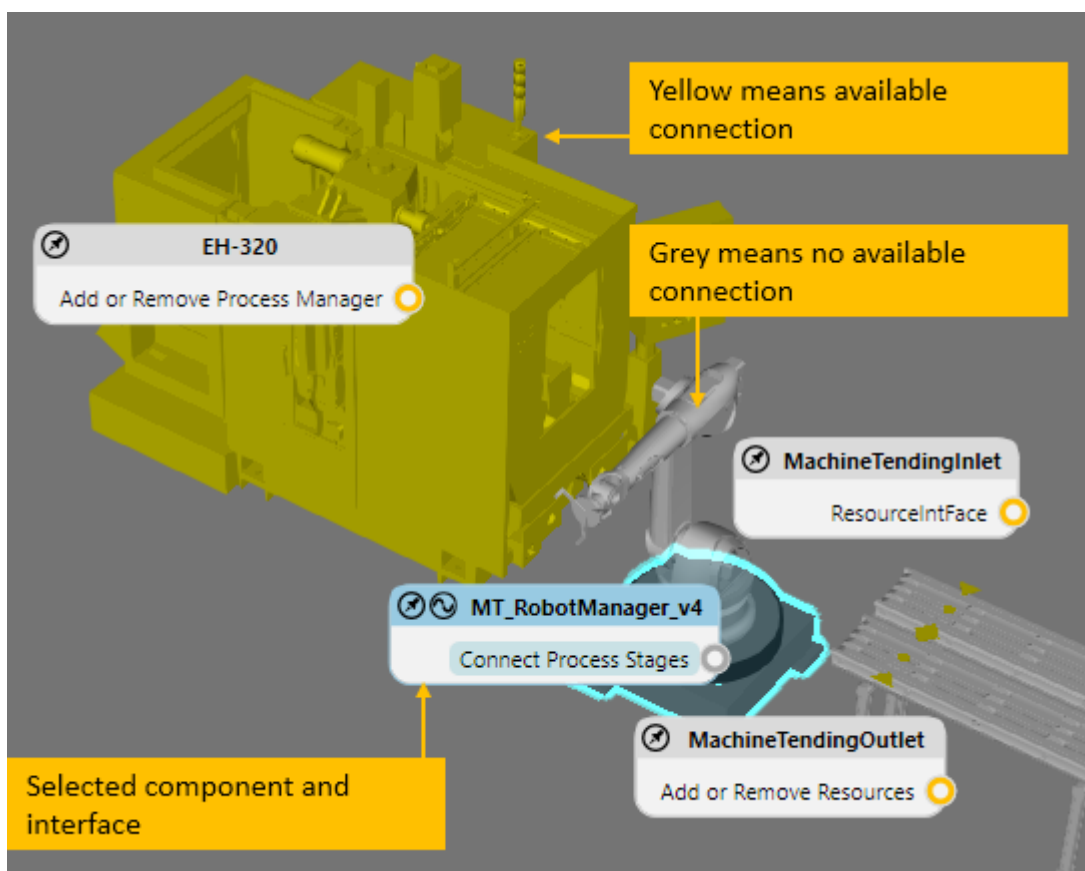 Yellow means available
connection
EH-320
Add or Remove Process Manager
Grey means no available
connection
MachineTendingInlet
ResourceIntFace
MT_RobotManager_v4
Connect Process Stages
MachineTendingOutlet
Add or Remove Resources
Selected component and
interface